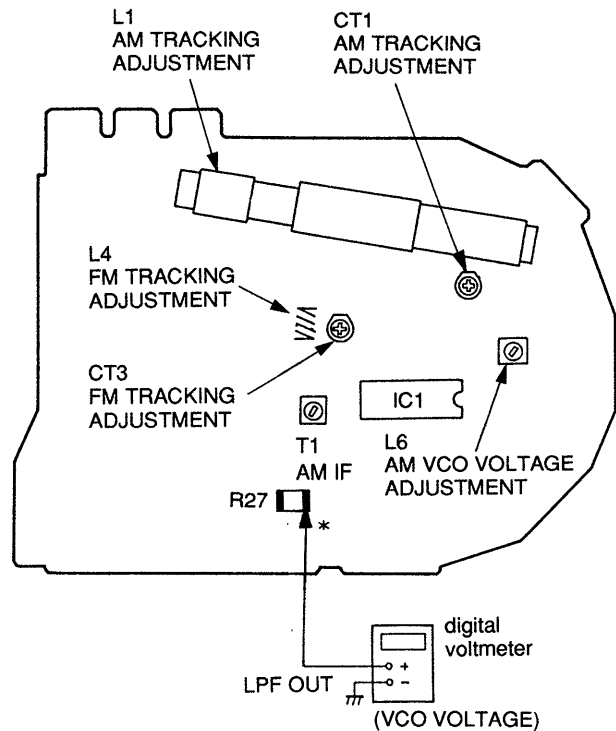 L1
AM TRACKING
ADJUSTMENT
CT1
AM TRACKING
ADJUSTMENT
L4
FM TRACKING
ADJUSTMENT
CT3
FM TRACKING
ADJUSTMENT
IC1
T1
AM IF
L6
AM VCO VOLTAGE
ADJUSTMENT
R27
*
LPF OUT
digital
voltmeter
+
−
(VCO VOLTAGE)